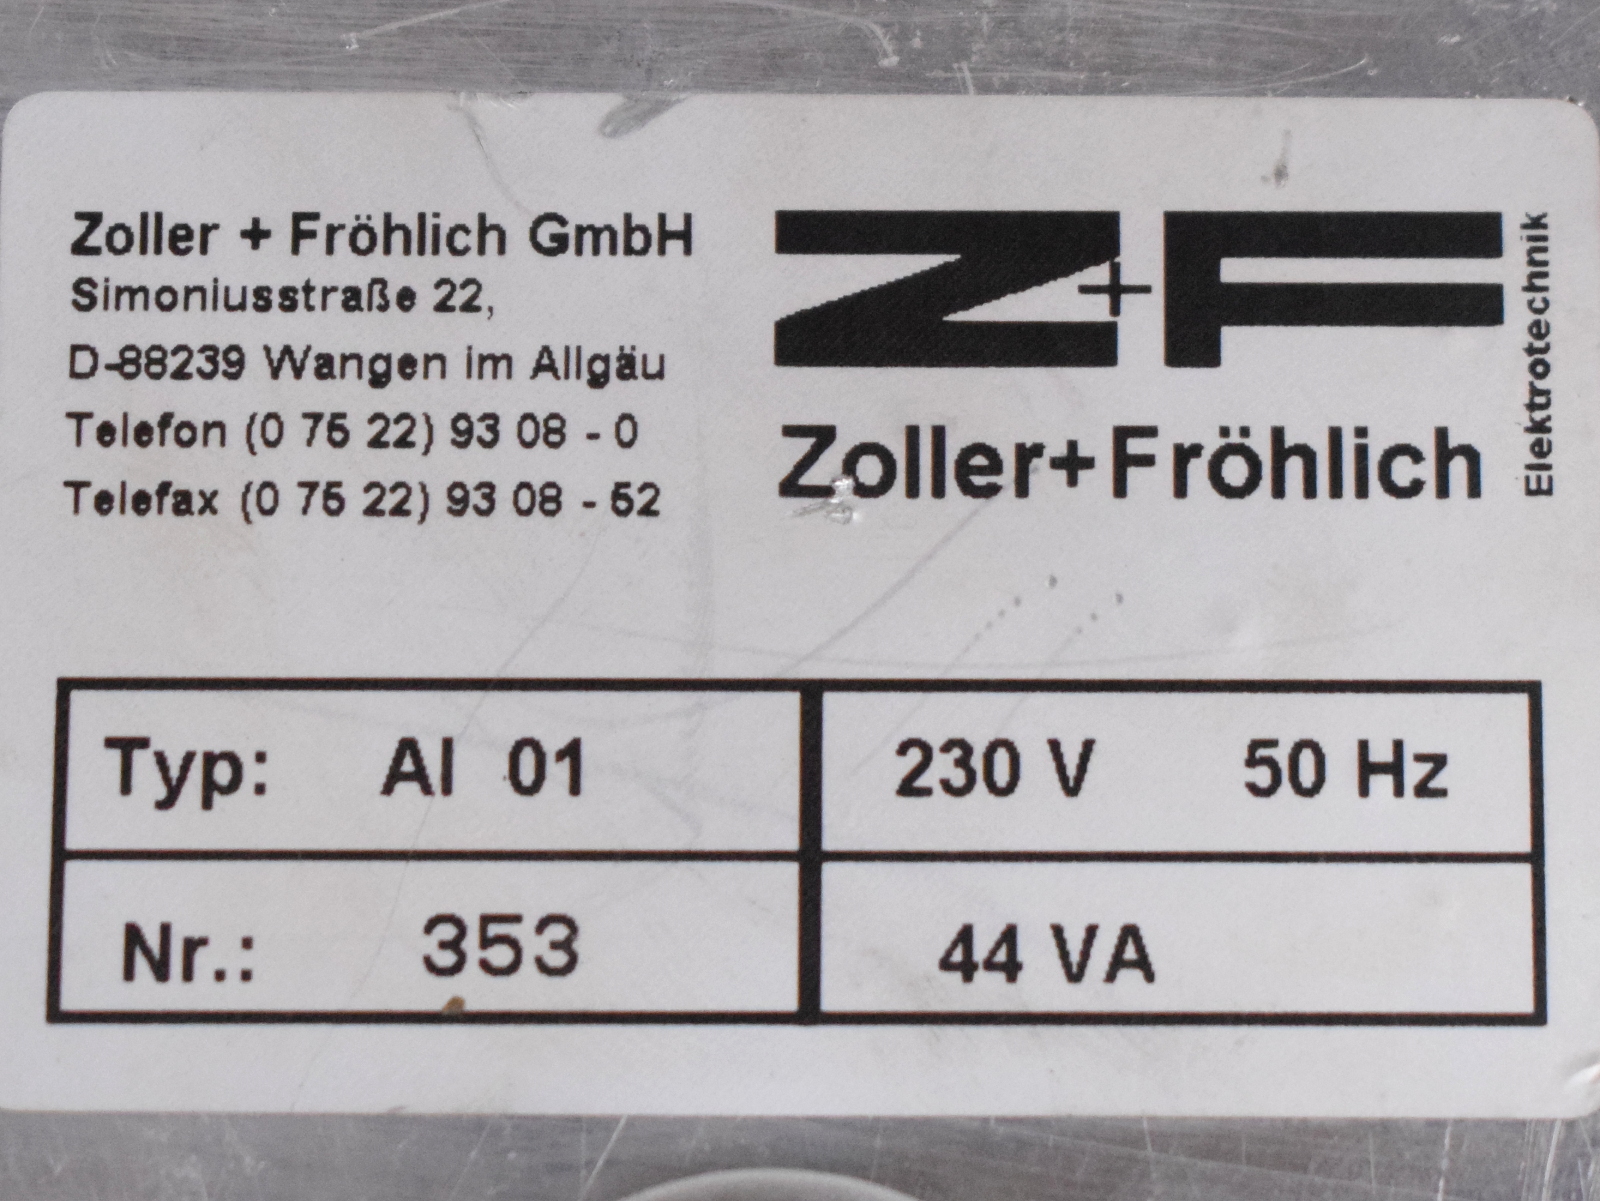 Zoller + Fröhlich GmbH
Simoniusstraße 22,
D-88239 Wangen im Allgäu
Telefon (0 75 22) 93 08 - 0
Telefax (0 75 22) 93 08 - 52
Z+F
Zoller+Fröhlich
Elektrotechnik
Typ: AI 01
230 V 50 Hz
Nr.: 353
44 VA